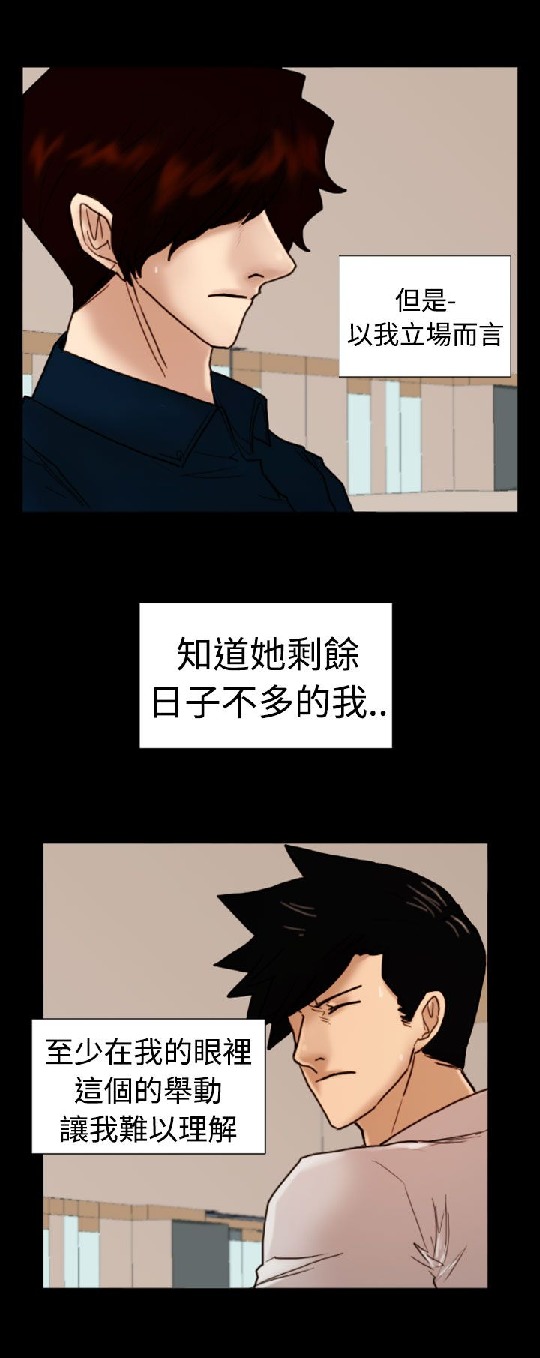 但是-
以我立場而言
知道她剩餘
日子不多的我..
至少在我的眼裡
這個的舉動
讓我難以理解